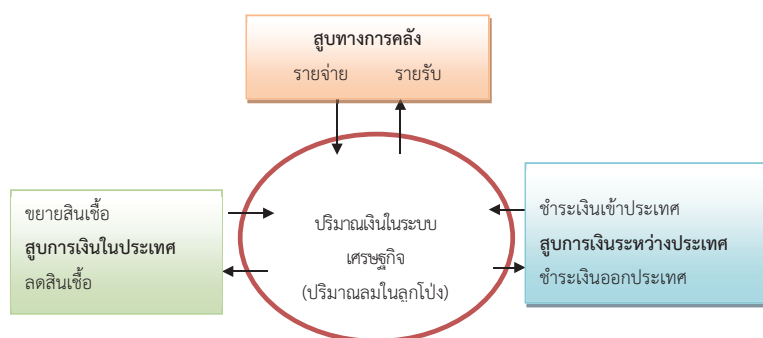 สูบทางการคลัง
รายจ่าย รายรับ
ขยายสินเชื้อ
สูบการเงินในประเทศ
ลดสินเชื้อ
ปริมาณเงินในระบบ
เศรษฐกิจ
(ปริมาณลมในลูกโป่ง)
ชำระเงินเข้าประเทศ
สูบการเงินระหว่างประเทศ
ชำระเงินออกประเทศ